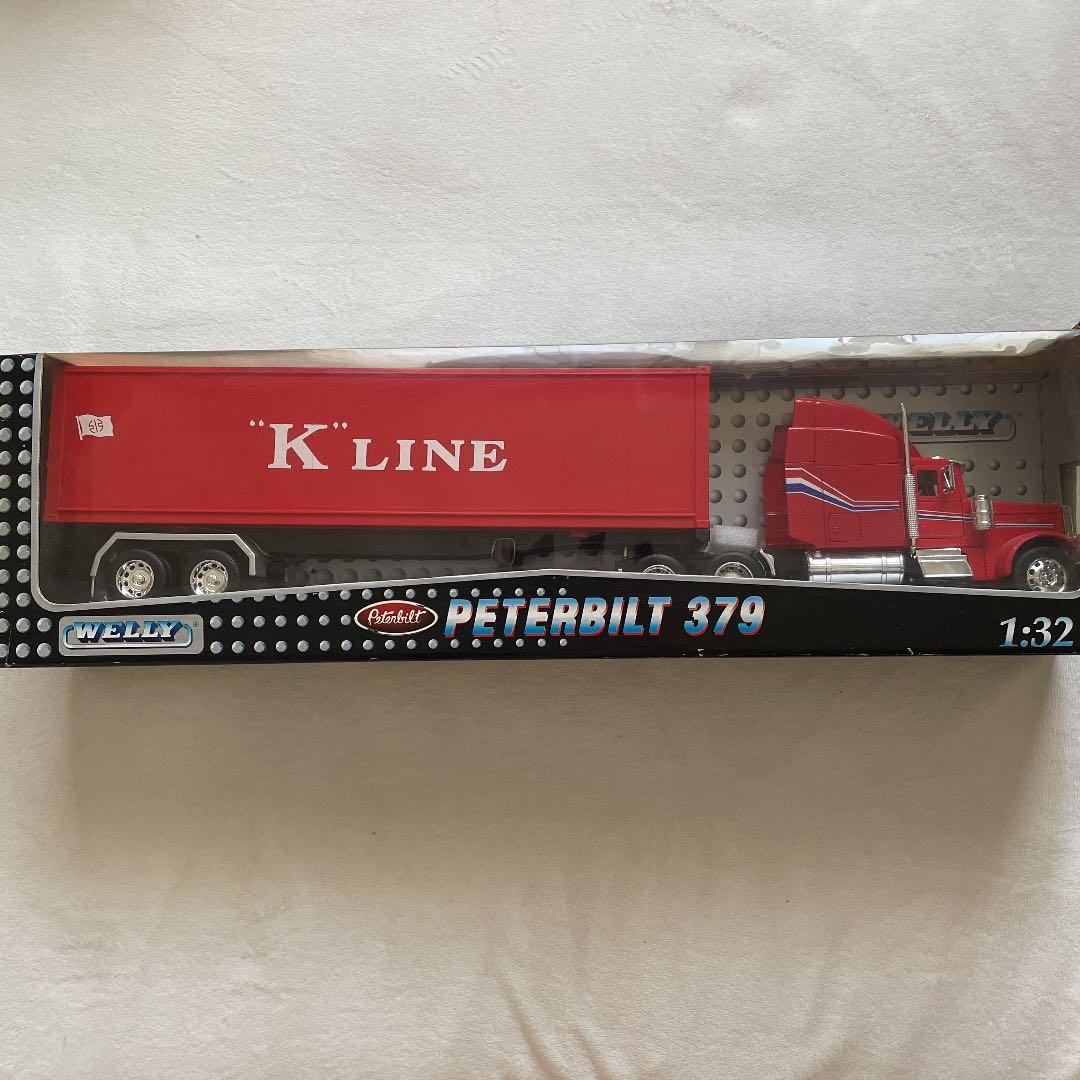 "K" LINE
WELLY®
WELLY®
Peterbilt
PETERBILT 379
1:32